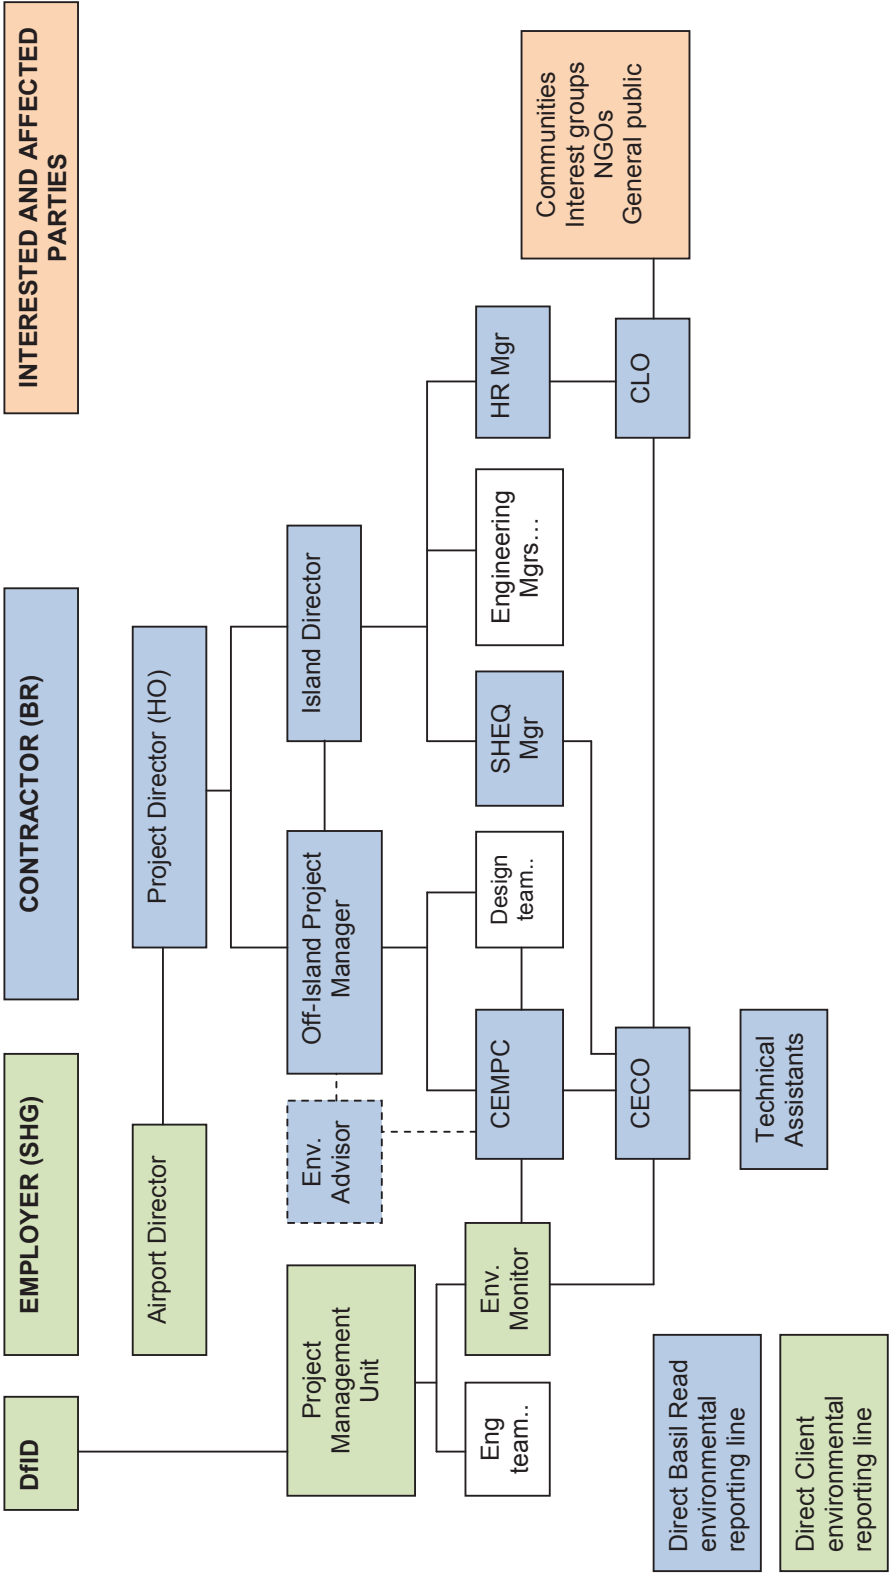 DfID
EMPLOYER (SHG)
CONTRACTOR (BR)
INTERESTED AND AFFECTED
PARTIES
Airport Director
Project Director (HO)
Project
Management
Unit
Env.
Advisor
Off-Island Project
Manager
Island Director
Eng
team..
Env.
Monitor
CEMPC
Design
team..
SHEQ
Mgr
Engineering
Mgrs…
HR Mgr
Communities
Interest groups
NGOs
General public
CECO
CLO
Technical
Assistants
Direct Basil Read
environmental
reporting line
Direct Client
environmental
reporting line